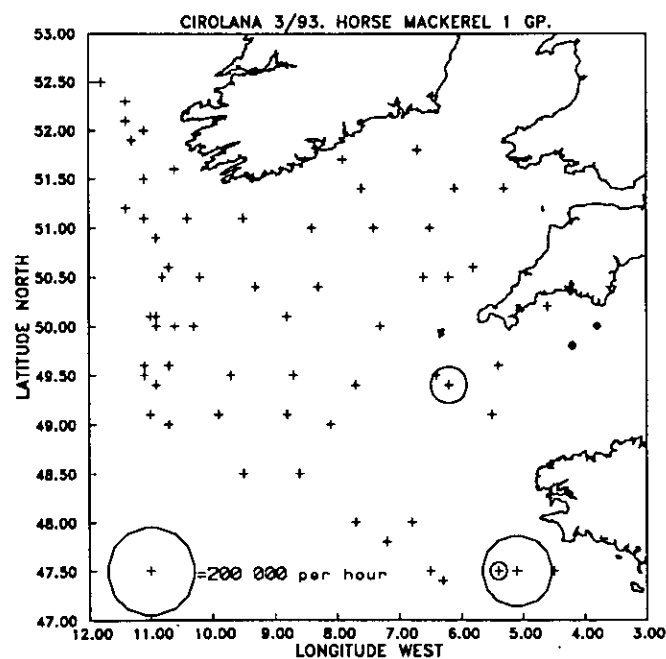 CIROLANA 3/93. HORSE MACKEREL 1 GP.
53.00
52.50
52.00
51.50
51.00
50.50
50.00
49.50
49.00
48.50
48.00
47.50
47.00
LATITUDE NORTH
=200 000 per hour
12.00 11.00 10.00 9.00 8.00 7.00 6.00 5.00 4.00 3.00
LONGITUDE WEST